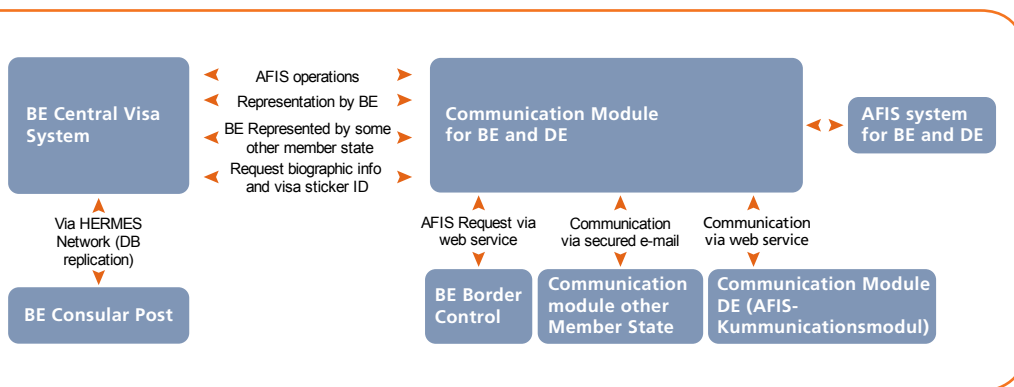 BE Central Visa
System
AFIS operations
Representation by BE
BE Represented by some
other member state
Request biographic info
and visa sticker ID
Communication Module
for BE and DE
AFIS system
for BE and DE
Via HERMES
Network (DB
replication)
AFIS Request via
web service
Communication
via secured e-mail
Communication
via web service
BE Consular Post
BE Border
Control
Communication
module other
Member State
Communication Module
DE (AFIS-
Kummunicationsmodul)